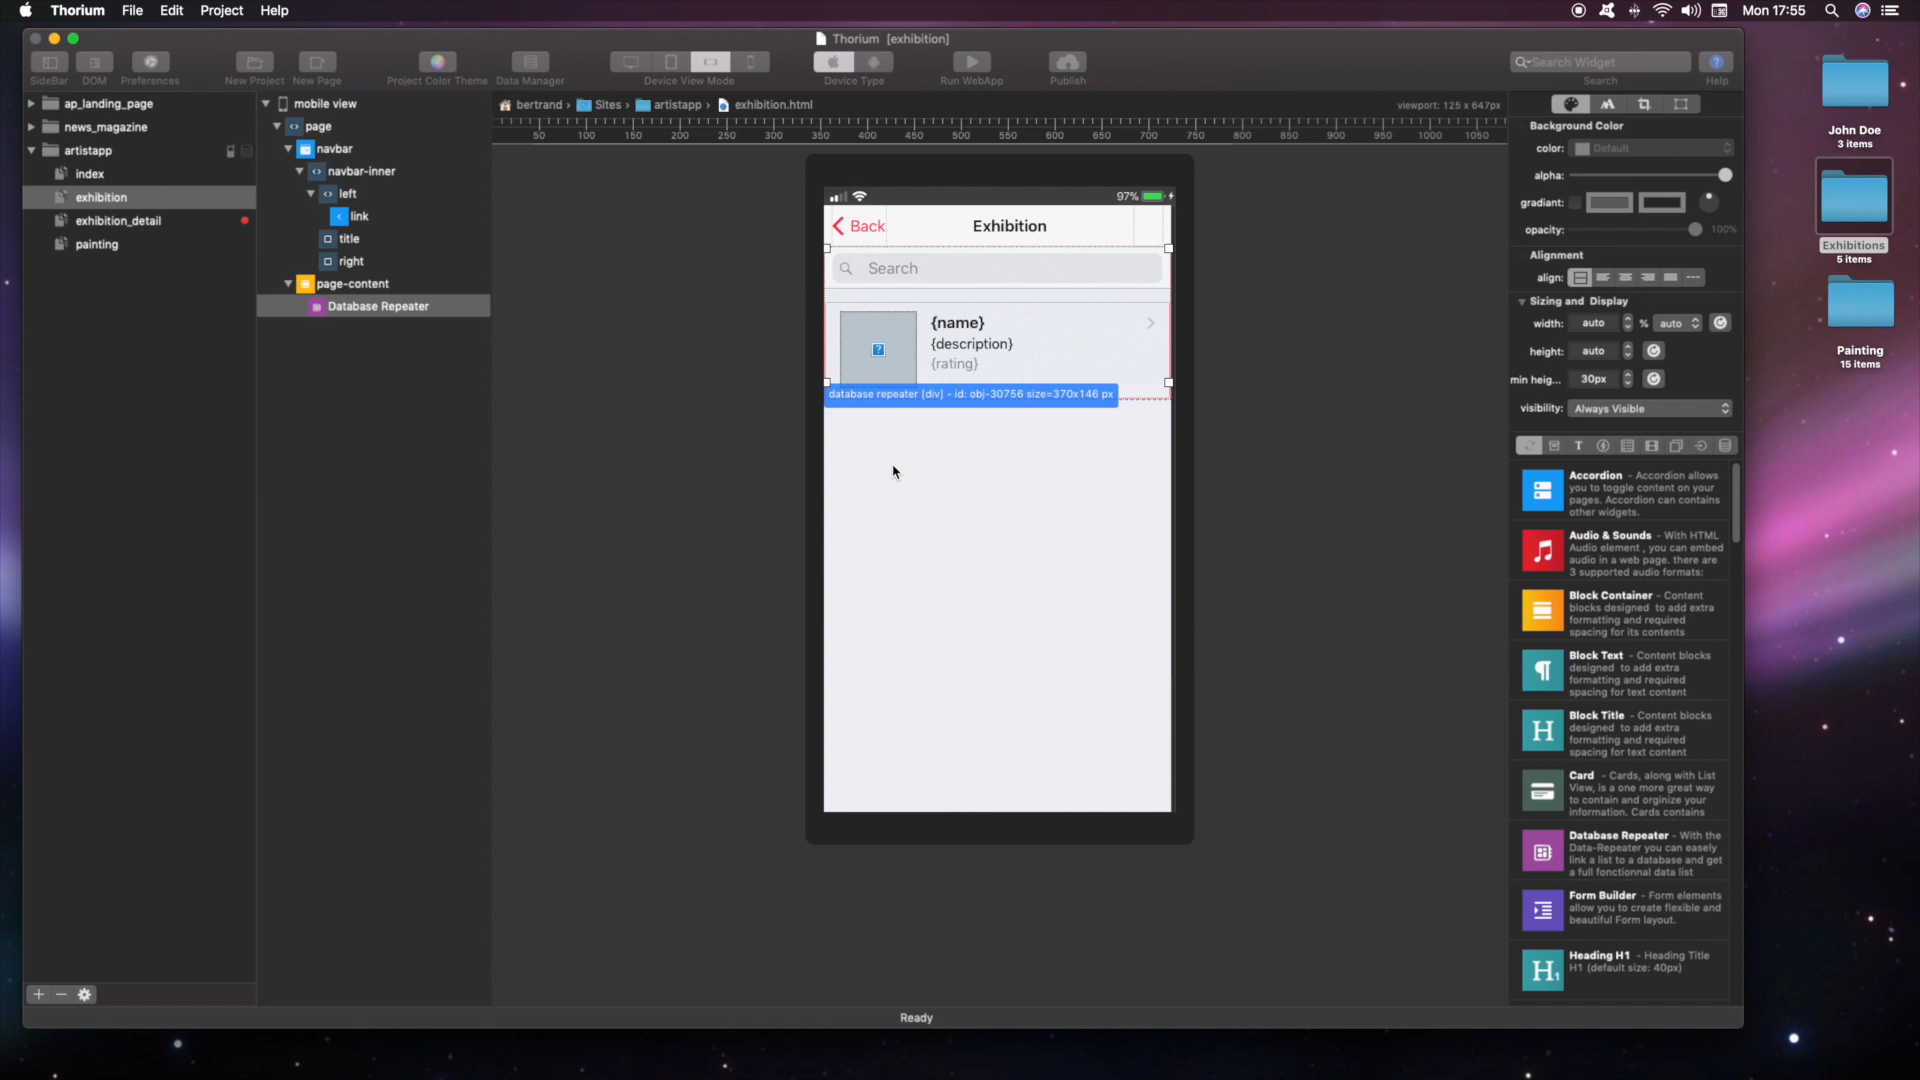 Thorium File Edit Project Help
Mon 17:55
Thorium [exhibition]
SideBar DOM Preferences New Project New Page Project Color Theme Data Manager Device View Mode Device Type Run WebApp Publish
Search Widget
Search Help
ap_landing_page
news_magazine
artistapp
index
exhibition
exhibition_detail
painting
mobile view
page
navbar
navbar-inner
left
link
title
right
page-content
Database Repeater
bertrand › Sites › artistapp › exhibition.html
viewport: 125 x 647px
50 100 150 200 250 300 350 400 450 500 550 600 650 700 750 800 850 900 950 1000 1050
97%
Back
Exhibition
Search
{name}
{description}
{rating}
database repeater [div] - id: obj-30756 size=370x146 px
Background Color
color: Default
alpha:
gradient:
opacity: 100%
Alignment
align:
Sizing and Display
width: auto % auto
height: auto
min heig... 30px
visibility: Always Visible
Accordion - Accordion allows
you to toggle content on your
pages. Accordion can contains
other widgets.
Audio & Sounds - With HTML
Audio element , you can embed
audio in a web page. there are
3 supported audio formats:
Block Container - Content
blocks designed to add extra
formatting and required
spacing for its contents
Block Text - Content blocks
designed to add extra
formatting and required
spacing for text content
Block Title - Content blocks
designed to add extra
formatting and required
spacing for text content
Card - Cards, along with List
View, is a one more great way
to contain and orginize your
information. Cards contains
Database Repeater - With the
Data-Repeater you can easely
link a list to a database and get
a full fonctionnal data list
Form Builder - Form elements
allow you to create flexible and
beautiful Form layout.
Heading H1 - Heading Title
H1 (default size: 40px)
Ready
John Doe
3 items
Exhibitions
5 items
Painting
15 items